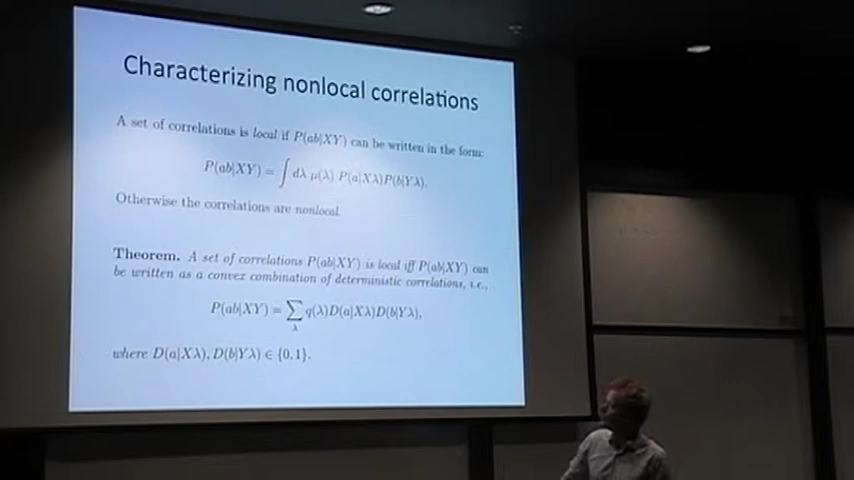 Characterizing nonlocal correlations
A set of correlations is local if P(ab|XY) can be written in the form:
P(ab|XY) = ∫ dλ μ(λ) P(a|Xλ)P(b|Yλ).
Otherwise the correlations are nonlocal.
Theorem. A set of correlations P(ab|XY) is local iff P(ab|XY) can
be written as a convex combination of deterministic correlations, i.e.,
P(ab|XY) = ∑ q(λ)D(a|Xλ)D(b|Yλ),
λ
where D(a|Xλ), D(b|Yλ) ∈ {0,1}.